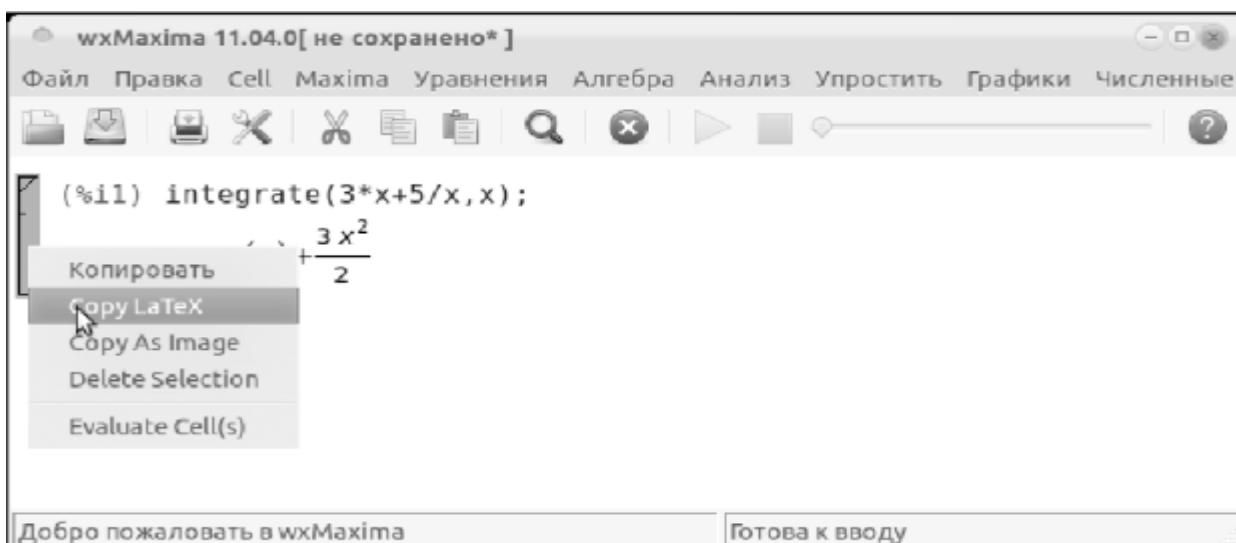 wxMaxima 11.04.0[ не сохранено* ]
Файл Правка Cell Maxima Уравнения Алгебра Анализ Упростить Графики Численные
(%i1) integrate(3*x+5/x,x);
+3 x²
2
Копировать
Copy LaTeX
Copy As Image
Delete Selection
Evaluate Cell(s)
Добро пожаловать в wxMaxima
Готова к вводу